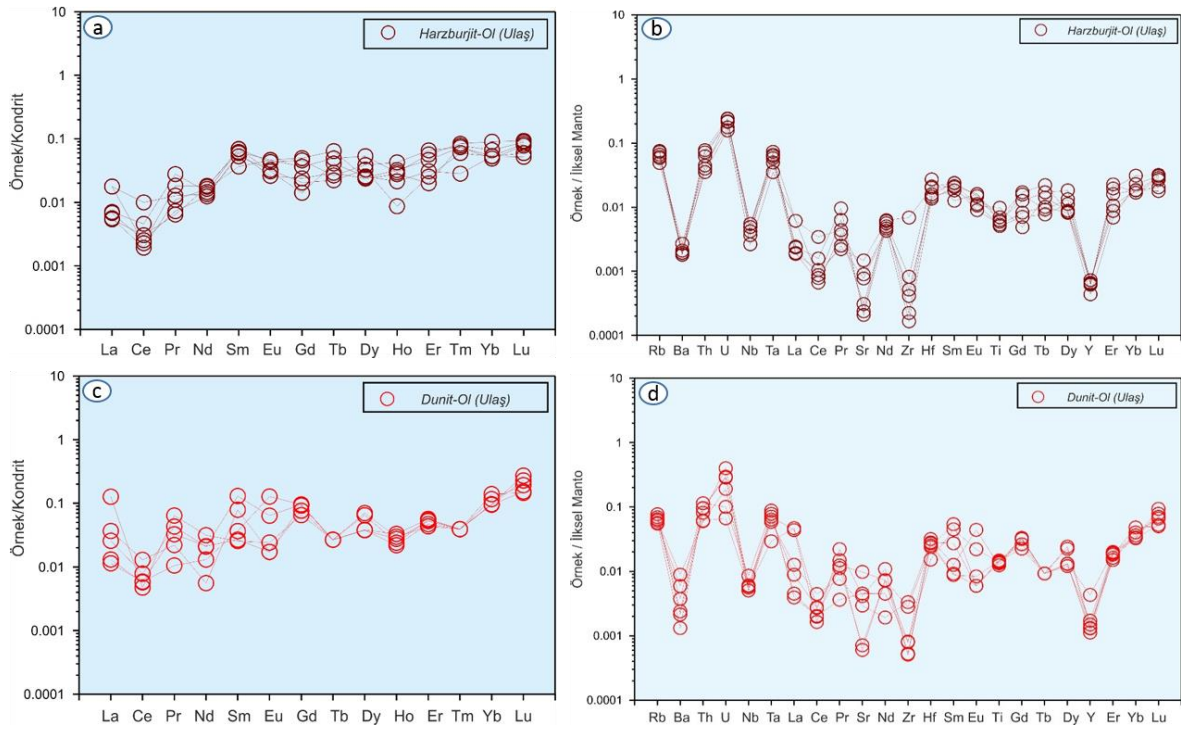 a
Harzburjit-Ol (Ulaş)
10
1
0.1
0.01
0.001
0.0001
Örnek/Kondrit
La Ce Pr Nd Sm Eu Gd Tb Dy Ho Er Tm Yb Lu
b
Harzburjit-Ol (Ulaş)
10
1
0.1
0.01
0.001
0.0001
Örnek / İlksel Manto
Rb Ba Th U Nb Ta La Ce Pr Sr Nd Zr Hf Sm Eu Ti Gd Tb Dy Y Er Yb Lu
c
Dunit-Ol (Ulaş)
10
1
0.1
0.01
0.001
0.0001
Örnek/Kondrit
La Ce Pr Nd Sm Eu Gd Tb Dy Ho Er Tm Yb Lu
d
Dunit-Ol (Ulaş)
10
1
0.1
0.01
0.001
0.0001
Örnek / İlksel Manto
Rb Ba Th U Nb Ta La Ce Pr Sr Nd Zr Hf Sm Eu Ti Gd Tb Dy Y Er Yb Lu